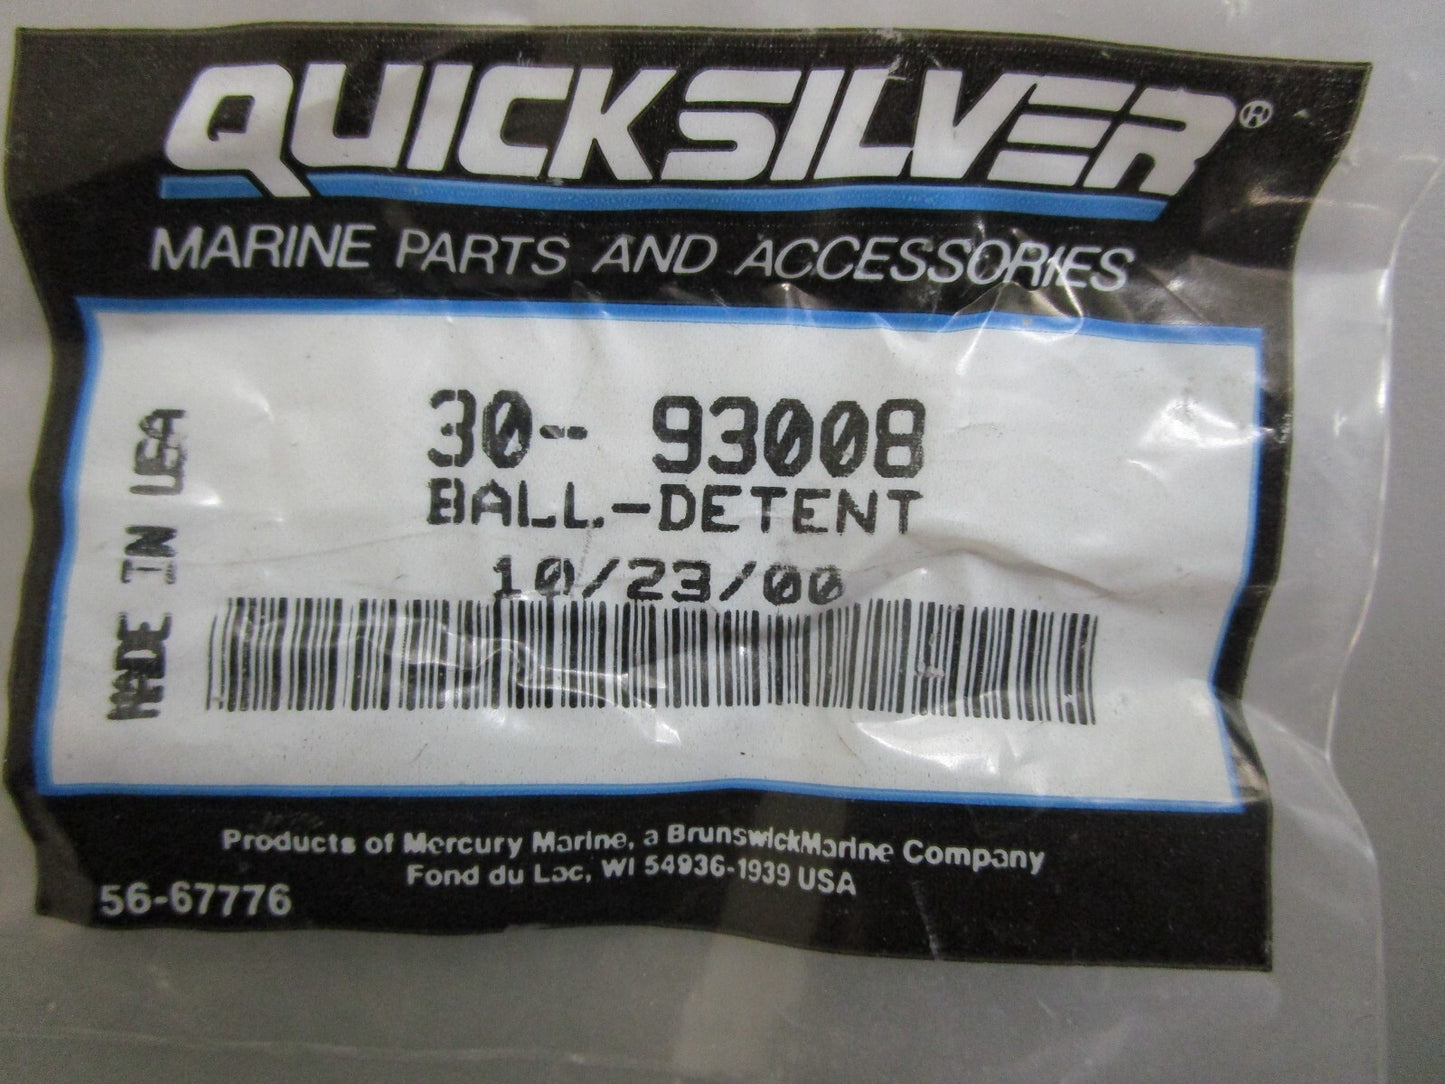 QUICKSILVER®
MARINE PARTS AND ACCESSORIES
MADE IN USA
30-- 93008
BALL.-DETENT
10/23/00
Products of Mercury Marine, a BrunswickMarine Company
Fond du Lac, WI 54936-1939 USA
56-67776